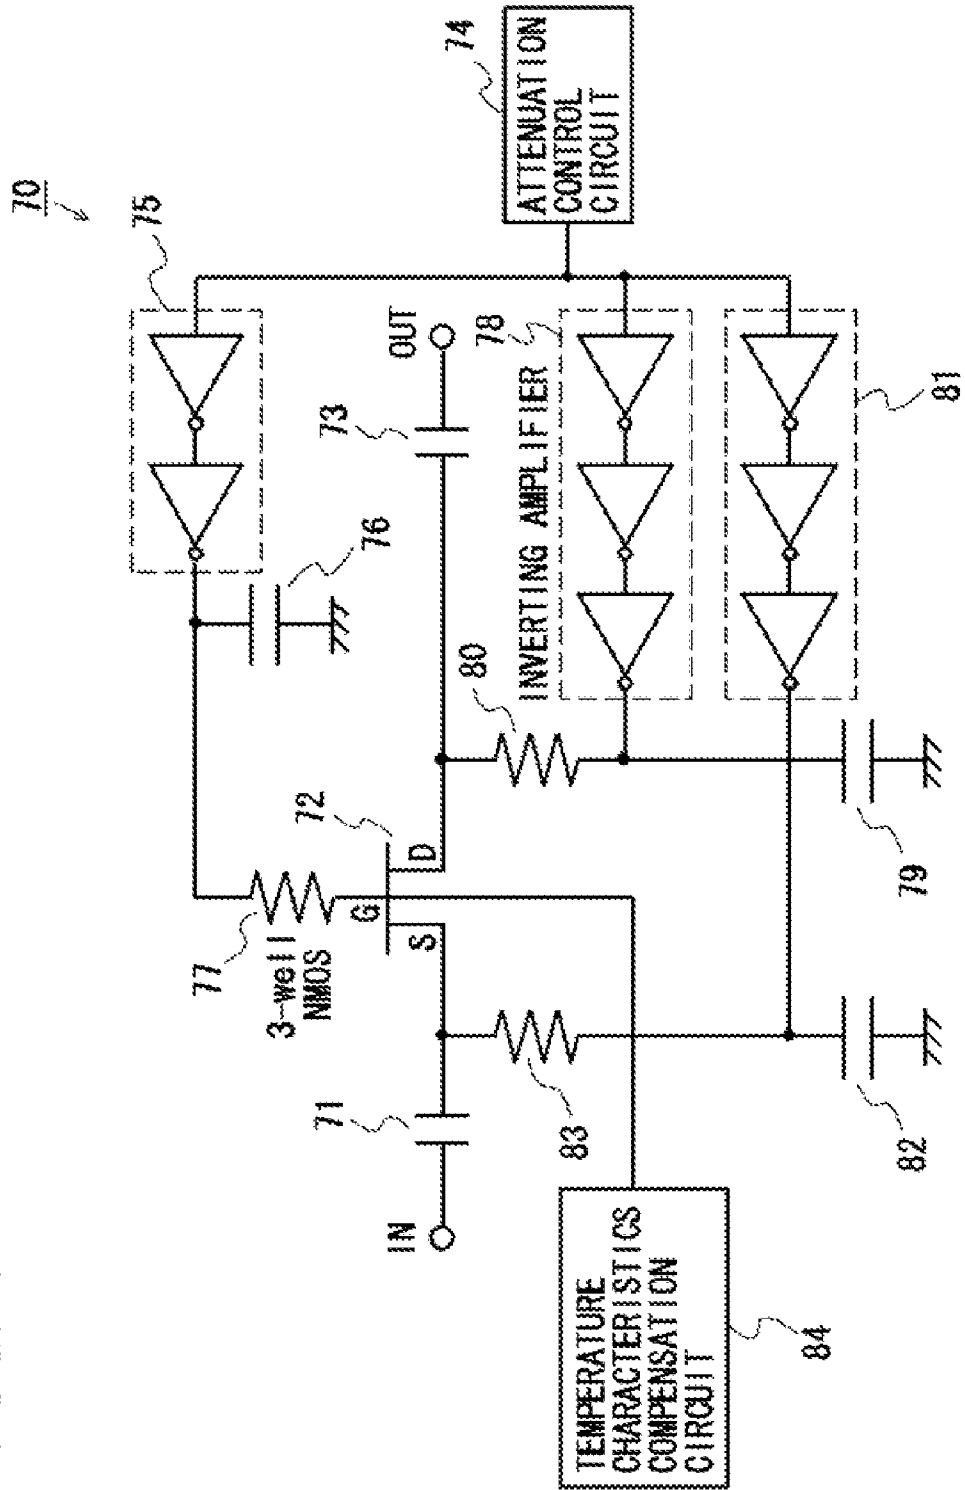 70
IN
71
3-well
NMOS
77
G
S
D
72
75
76
73
OUT
74
ATTENUATION
CONTROL
CIRCUIT
INVERTING AMPLIFIER
78
80
83
81
79
82
TEMPERATURE
CHARACTERISTICS
COMPENSATION
CIRCUIT
84